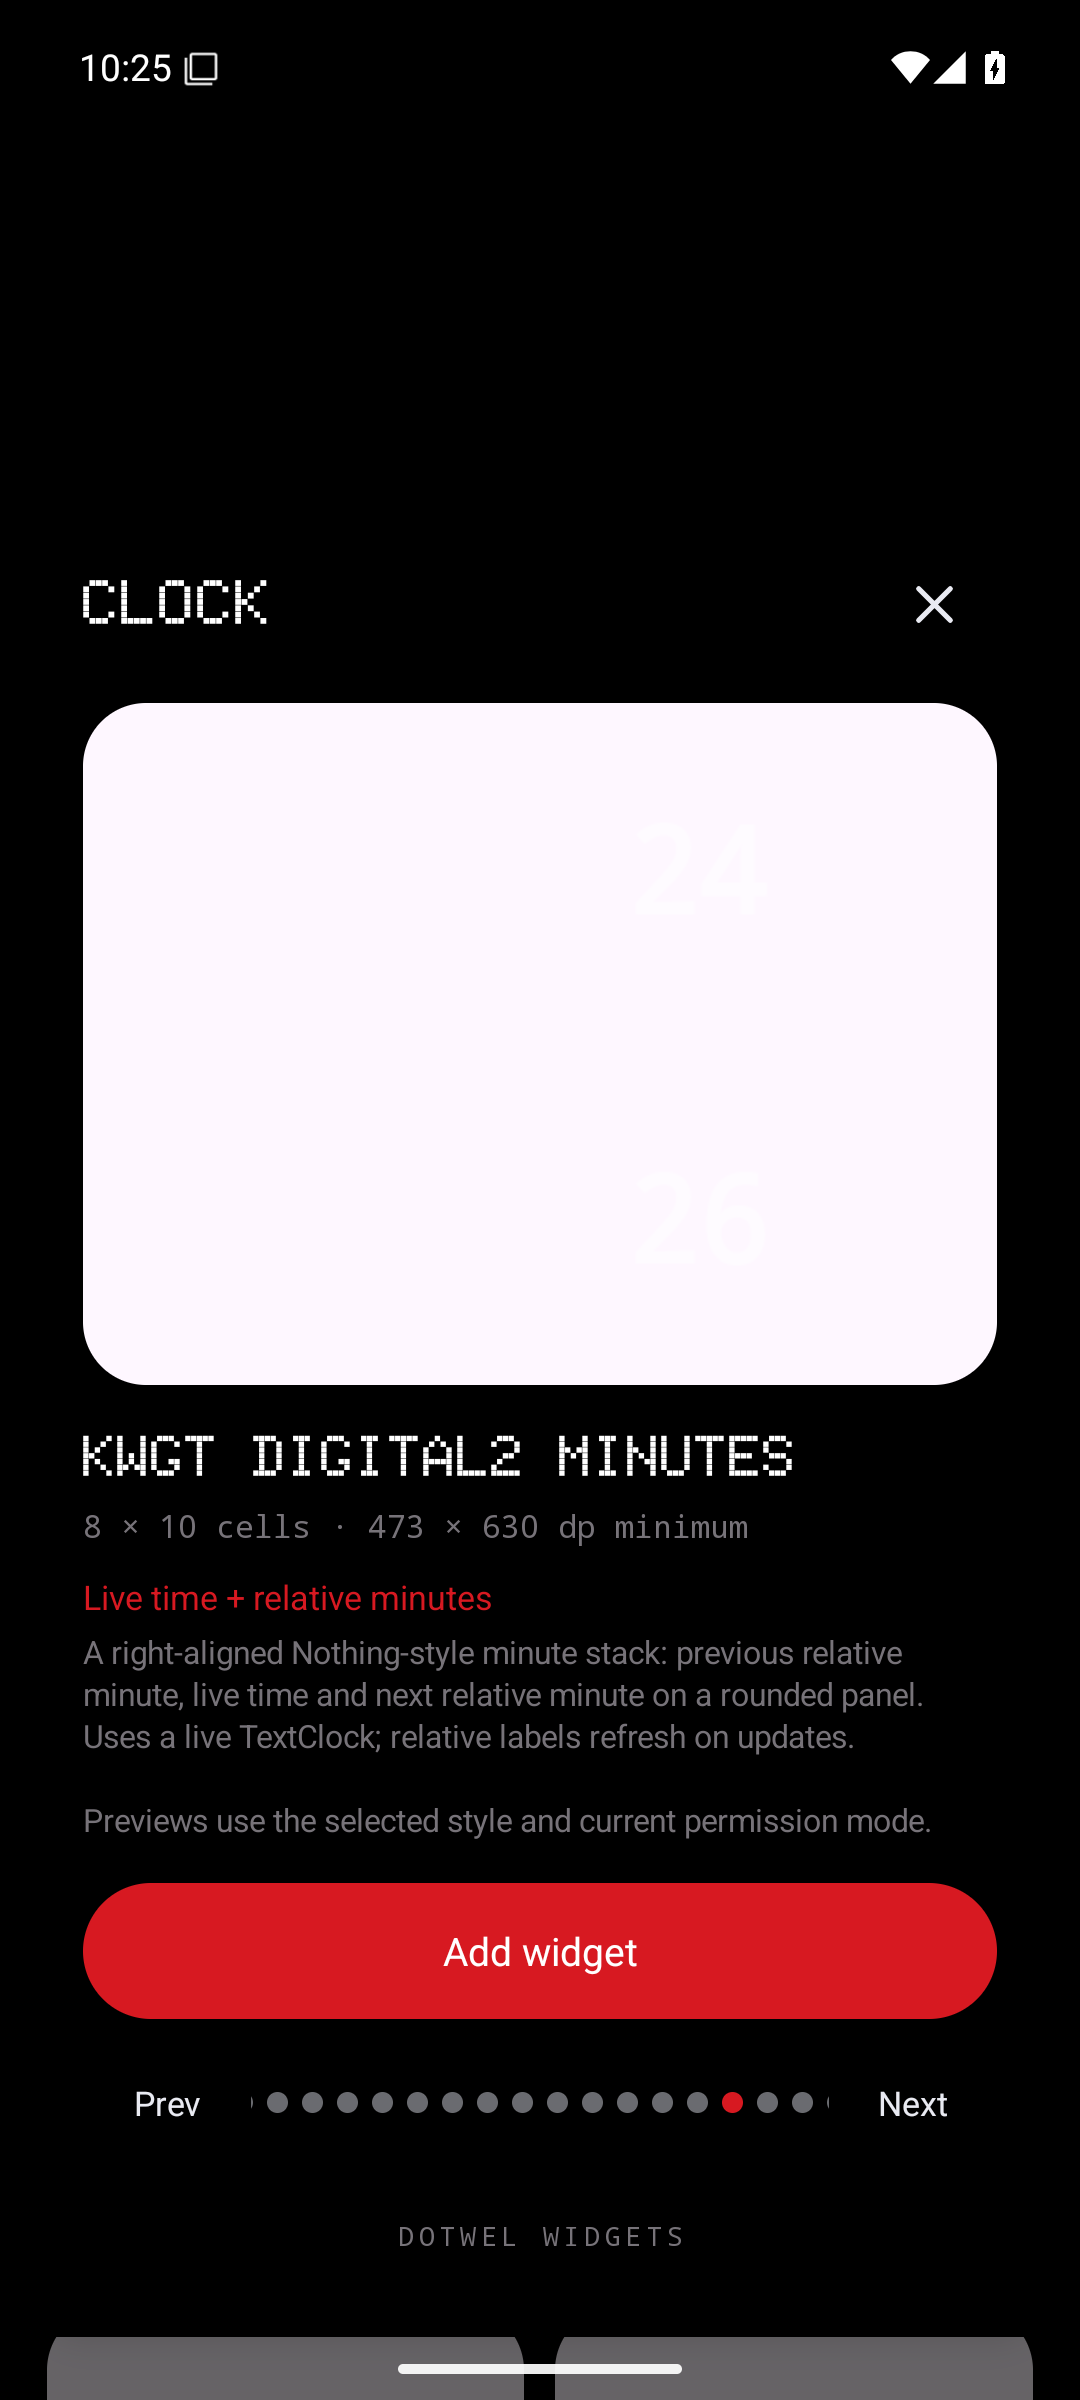 10:25
CLOCK
24
26
KWGT DIGITAL2 MINUTES
8 × 10 cells · 473 × 630 dp minimum
Live time + relative minutes
A right-aligned Nothing-style minute stack: previous relative
minute, live time and next relative minute on a rounded panel.
Uses a live TextClock; relative labels refresh on updates.
Previews use the selected style and current permission mode.
Add widget
Prev
Next
DOTWEL WIDGETS